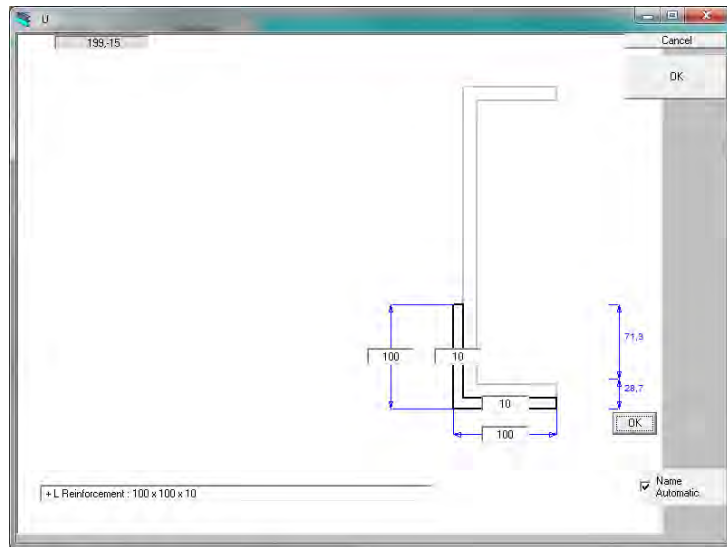 U
199,-15
Cancel
OK
71,3
100
10
28,7
10
OK
100
+ L Reinforcement : 100 x 100 x 10
Name
Automatic.